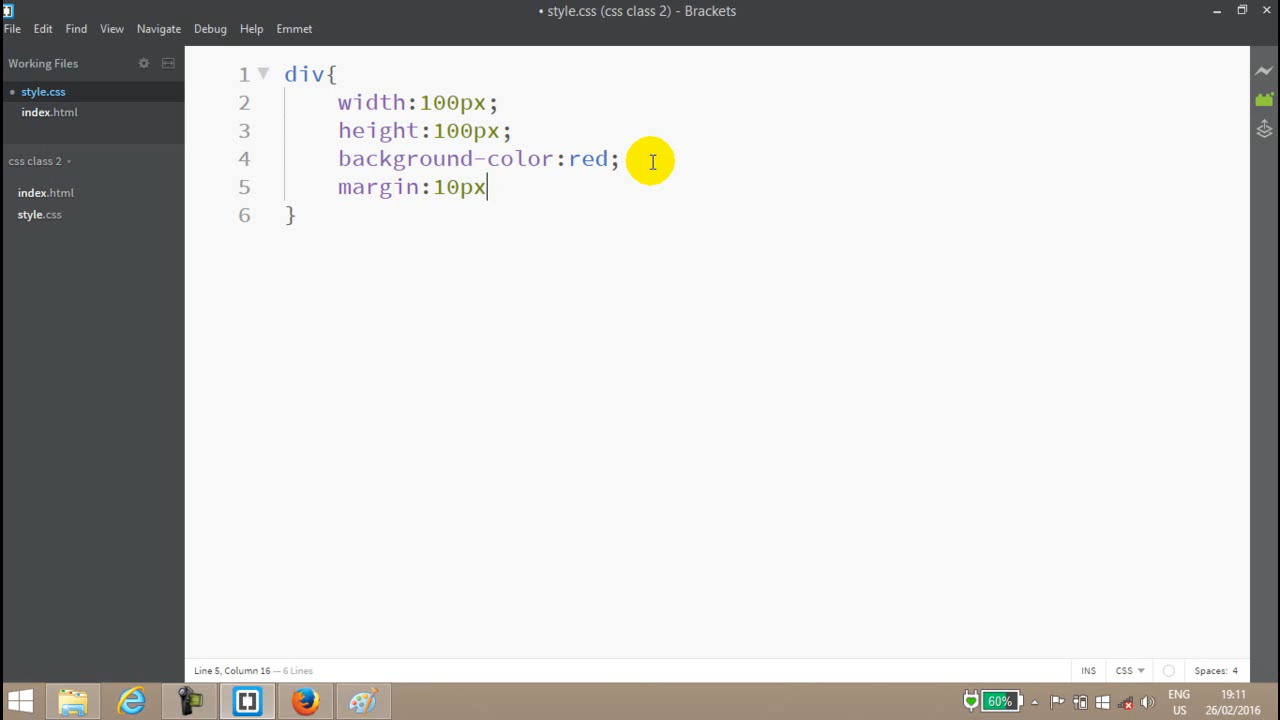 • style.css (css class 2) - Brackets
File Edit Find View Navigate Debug Help Emmet
Working Files
• style.css
index.html
css class 2
index.html
style.css
1 div{
2 width:100px;
3 height:100px;
4 background-color:red;
5 margin:10px
6 }
Line 5, Column 16 — 6 Lines
INS CSS Spaces: 4
60%
ENG
US
19:11
26/02/2016